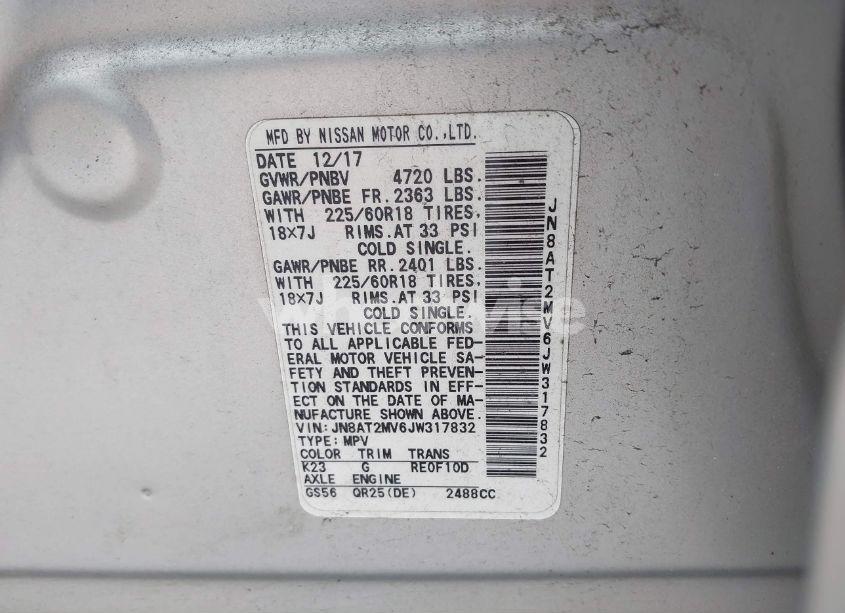 MFD BY NISSAN MOTOR CO.,LTD.
DATE 12/17
GVWR/PNBV 4720 LBS.
GAWR/PNBE FR. 2363 LBS.
WITH 225/60R18 TIRES,
18X7J RIMS.AT 33 PSI
COLD SINGLE.
GAWR/PNBE RR. 2401 LBS.
WITH 225/60R18 TIRES,
18X7J RIMS.AT 33 PSI
COLD SINGLE.
THIS VEHICLE CONFORMS
TO ALL APPLICABLE FED-
ERAL MOTOR VEHICLE SA-
FETY AND THEFT PREVEN-
TION STANDARDS IN EFF-
ECT ON THE DATE OF MA-
NUFACTURE SHOWN ABOVE.
VIN: JN8AT2MV6JW317832
TYPE: MPV
COLOR TRIM TRANS
K23 G RE0F10D
AXLE ENGINE
GS56 QR25(DE) 2488CC
JN8AT2MV6JW317832